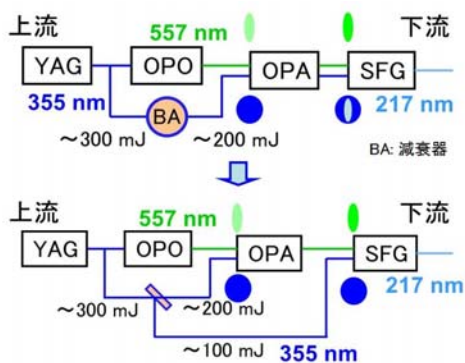 上流
557 nm
下流
YAG
OPO
OPA
SFG
355 nm
BA
217 nm
～300 mJ
～200 mJ
BA: 減衰器
上流
557 nm
下流
YAG
OPO
OPA
SFG
217 nm
～300 mJ
～200 mJ
～100 mJ
355 nm